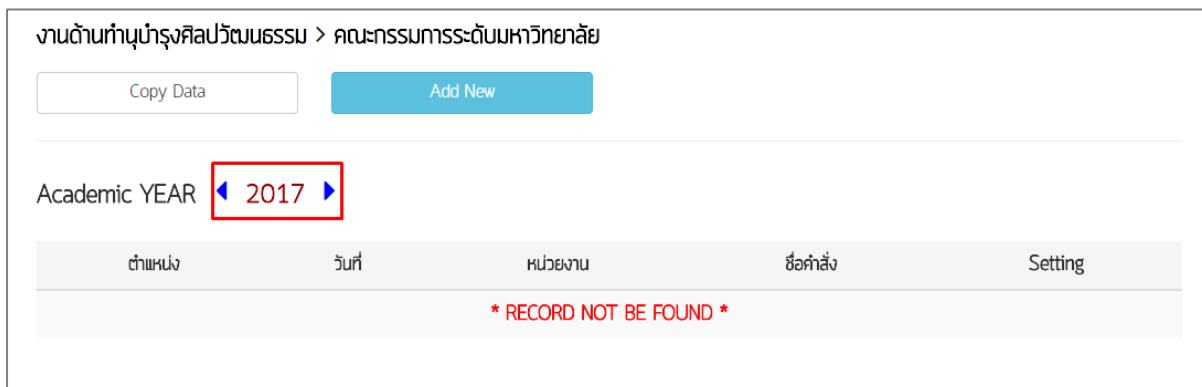 งานด้านทำนุบำรุงศิลปวัฒนธรรม > คณะกรรมการระดับมหาวิทยาลัย
Copy Data Add New
Academic YEAR 2017
ตำแหน่ง วันที่ หน่วยงาน ชื่อคำสั่ง Setting
* RECORD NOT BE FOUND *